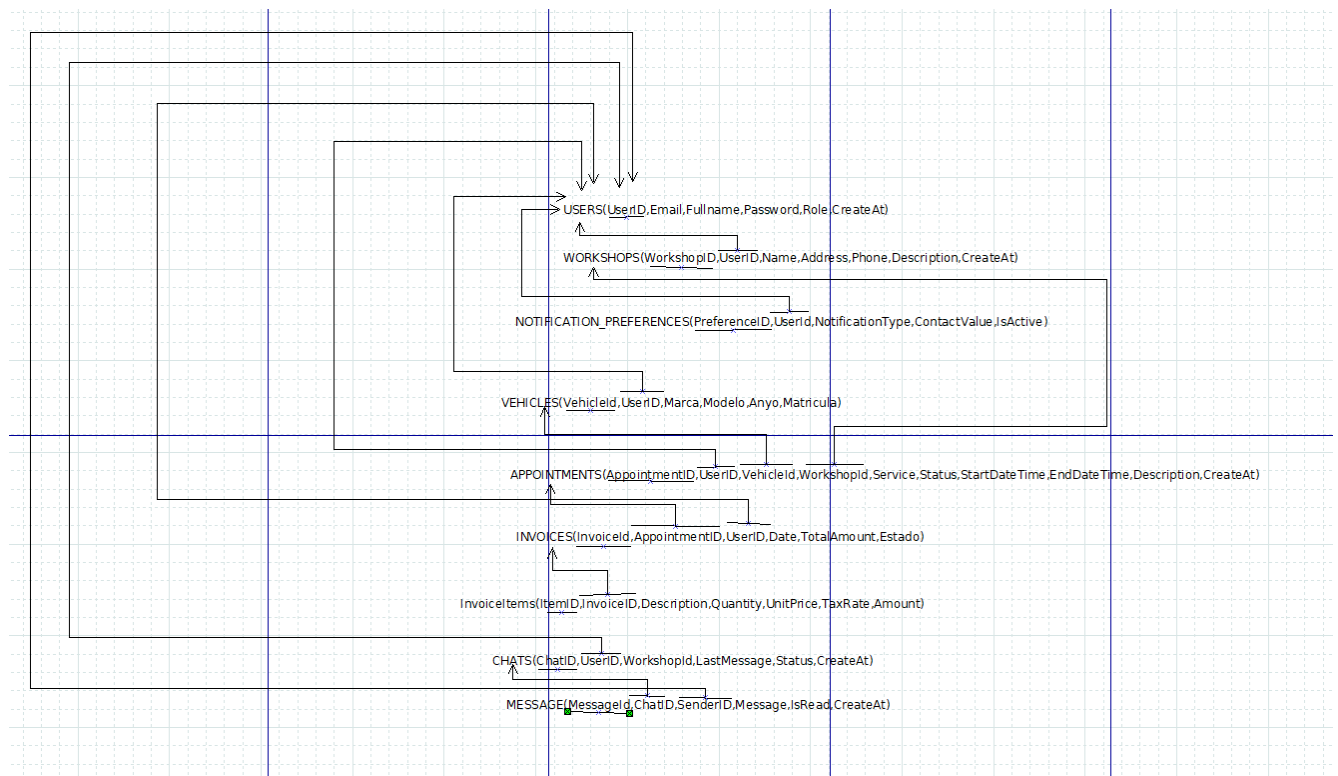 USERS(UserID,Email,Fullname,Password,Role,CreateAt)
WORKSHOPS(WorkshopID,UserID,Name,Address,Phone,Description,CreateAt)
NOTIFICATION_PREFERENCES(PreferenceID,UserId,NotificationType,ContactValue,IsActive)
VEHICLES(VehicleId,UserID,Marca,Modelo,Anyo,Matricula)
APPOINTMENTS(AppointmentID,UserID,VehicleId,WorkshopId,Service,Status,StartDateTime,EndDateTime,Description,CreateAt)
INVOICES(InvoiceId,AppointmentID,UserID,Date,TotalAmount,Estado)
InvoiceItems(ItemID,InvoiceID,Description,Quantity,UnitPrice,TaxRate,Amount)
CHATS(ChatID,UserID,WorkshopId,LastMessage,Status,CreateAt)
MESSAGE(MessageId,ChatID,SenderID,Message,IsRead,CreateAt)